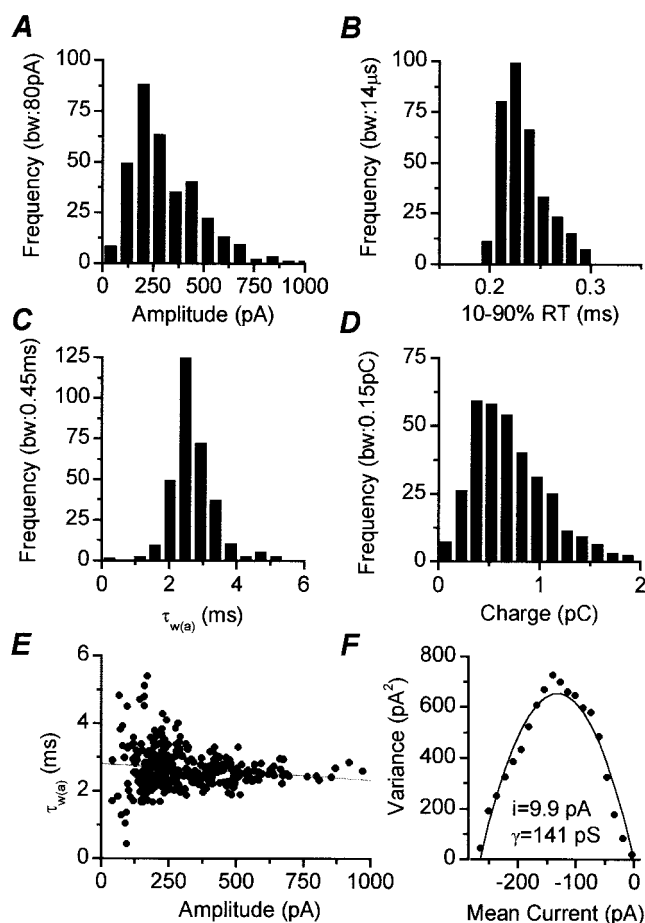 A
Frequency (bw:80pA)
100
75
50
25
0
0 250 500 750 1000
Amplitude (pA)
B
Frequency (bw:14µs)
100
75
50
25
0
0.2 0.3
10-90% RT (ms)
C
Frequency (bw:0.45ms)
125
100
75
50
25
0
0 2 4 6
τw(a) (ms)
D
Frequency (bw:0.15pC)
75
50
25
0
0 1 2
Charge (pC)
E
τw(a) (ms)
6
4
2
0
0 250 500 750 1000
Amplitude (pA)
F
Variance (pA²)
800
600
400
200
0
i=9.9 pA
γ=141 pS
-200 -100 0
Mean Current (pA)